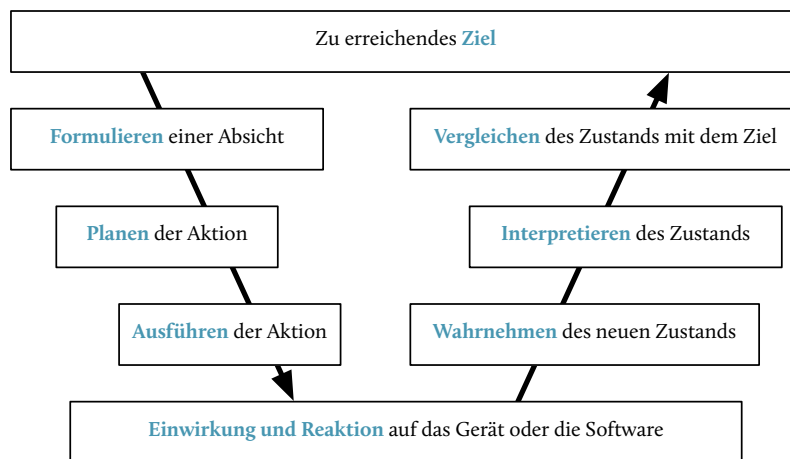 Zu erreichendes Ziel
Formulieren einer Absicht
Vergleichen des Zustands mit dem Ziel
Planen der Aktion
Interpretieren des Zustands
Ausführen der Aktion
Wahrnehmen des neuen Zustands
Einwirkung und Reaktion auf das Gerät oder die Software